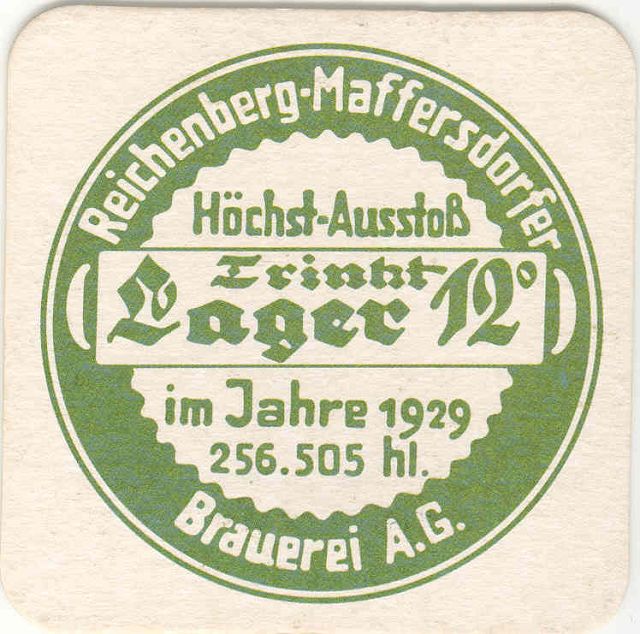 Reichenberg-Maffersdorfer
Höchst-Ausstoß
Trinkt
Lager 12°
im Jahre 1929
256.505 hl.
Brauerei A.G.